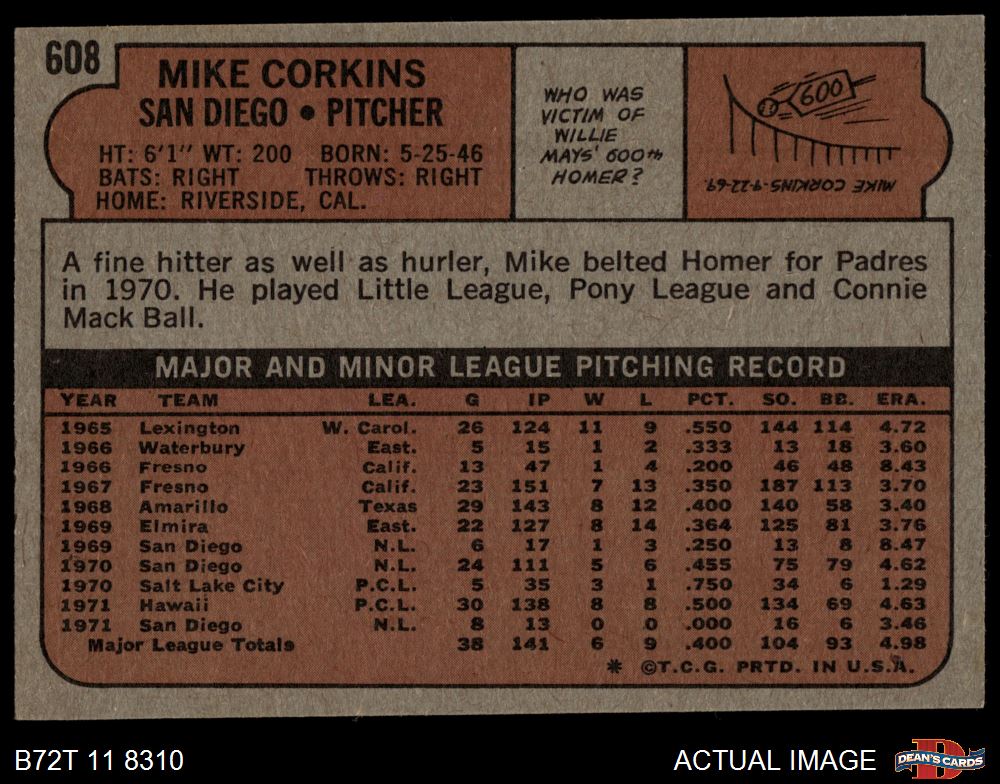 608
MIKE CORKINS
SAN DIEGO • PITCHER
HT: 6'1" WT: 200 BORN: 5-25-46
BATS: RIGHT THROWS: RIGHT
HOME: RIVERSIDE, CAL.
WHO WAS
VICTIM OF
WILLIE
MAYS' 600th
HOMER?
600
MIKE CORKINS-9-22-69.
A fine hitter as well as hurler, Mike belted Homer for Padres
in 1970. He played Little League, Pony League and Connie
Mack Ball.
MAJOR AND MINOR LEAGUE PITCHING RECORD
YEAR TEAM LEA. G IP W L PCT. SO. BB. ERA.
1965 Lexington W. Carol. 26 124 11 9 .550 144 114 4.72
1966 Waterbury East. 5 15 1 2 .333 13 18 3.60
1966 Fresno Calif. 13 47 1 4 .200 46 48 8.43
1967 Fresno Calif. 23 151 7 13 .350 187 113 3.70
1968 Amarillo Texas 29 143 8 12 .400 140 58 3.40
1969 Elmira East. 22 127 8 14 .364 125 81 3.76
1969 San Diego N.L. 6 17 1 3 .250 13 8 8.47
1970 San Diego N.L. 24 111 5 6 .455 75 79 4.62
1970 Salt Lake City P.C.L. 5 35 3 1 .750 34 6 1.29
1971 Hawaii P.C.L. 30 138 8 8 .500 134 69 4.63
1971 San Diego N.L. 8 13 0 0 .000 16 6 3.46
Major League Totals 38 141 6 9 .400 104 93 4.98
* ©T.C.G. PRTD. IN U.S.A.
B72T 11 8310
ACTUAL IMAGE
D
DEAN'S CARDS